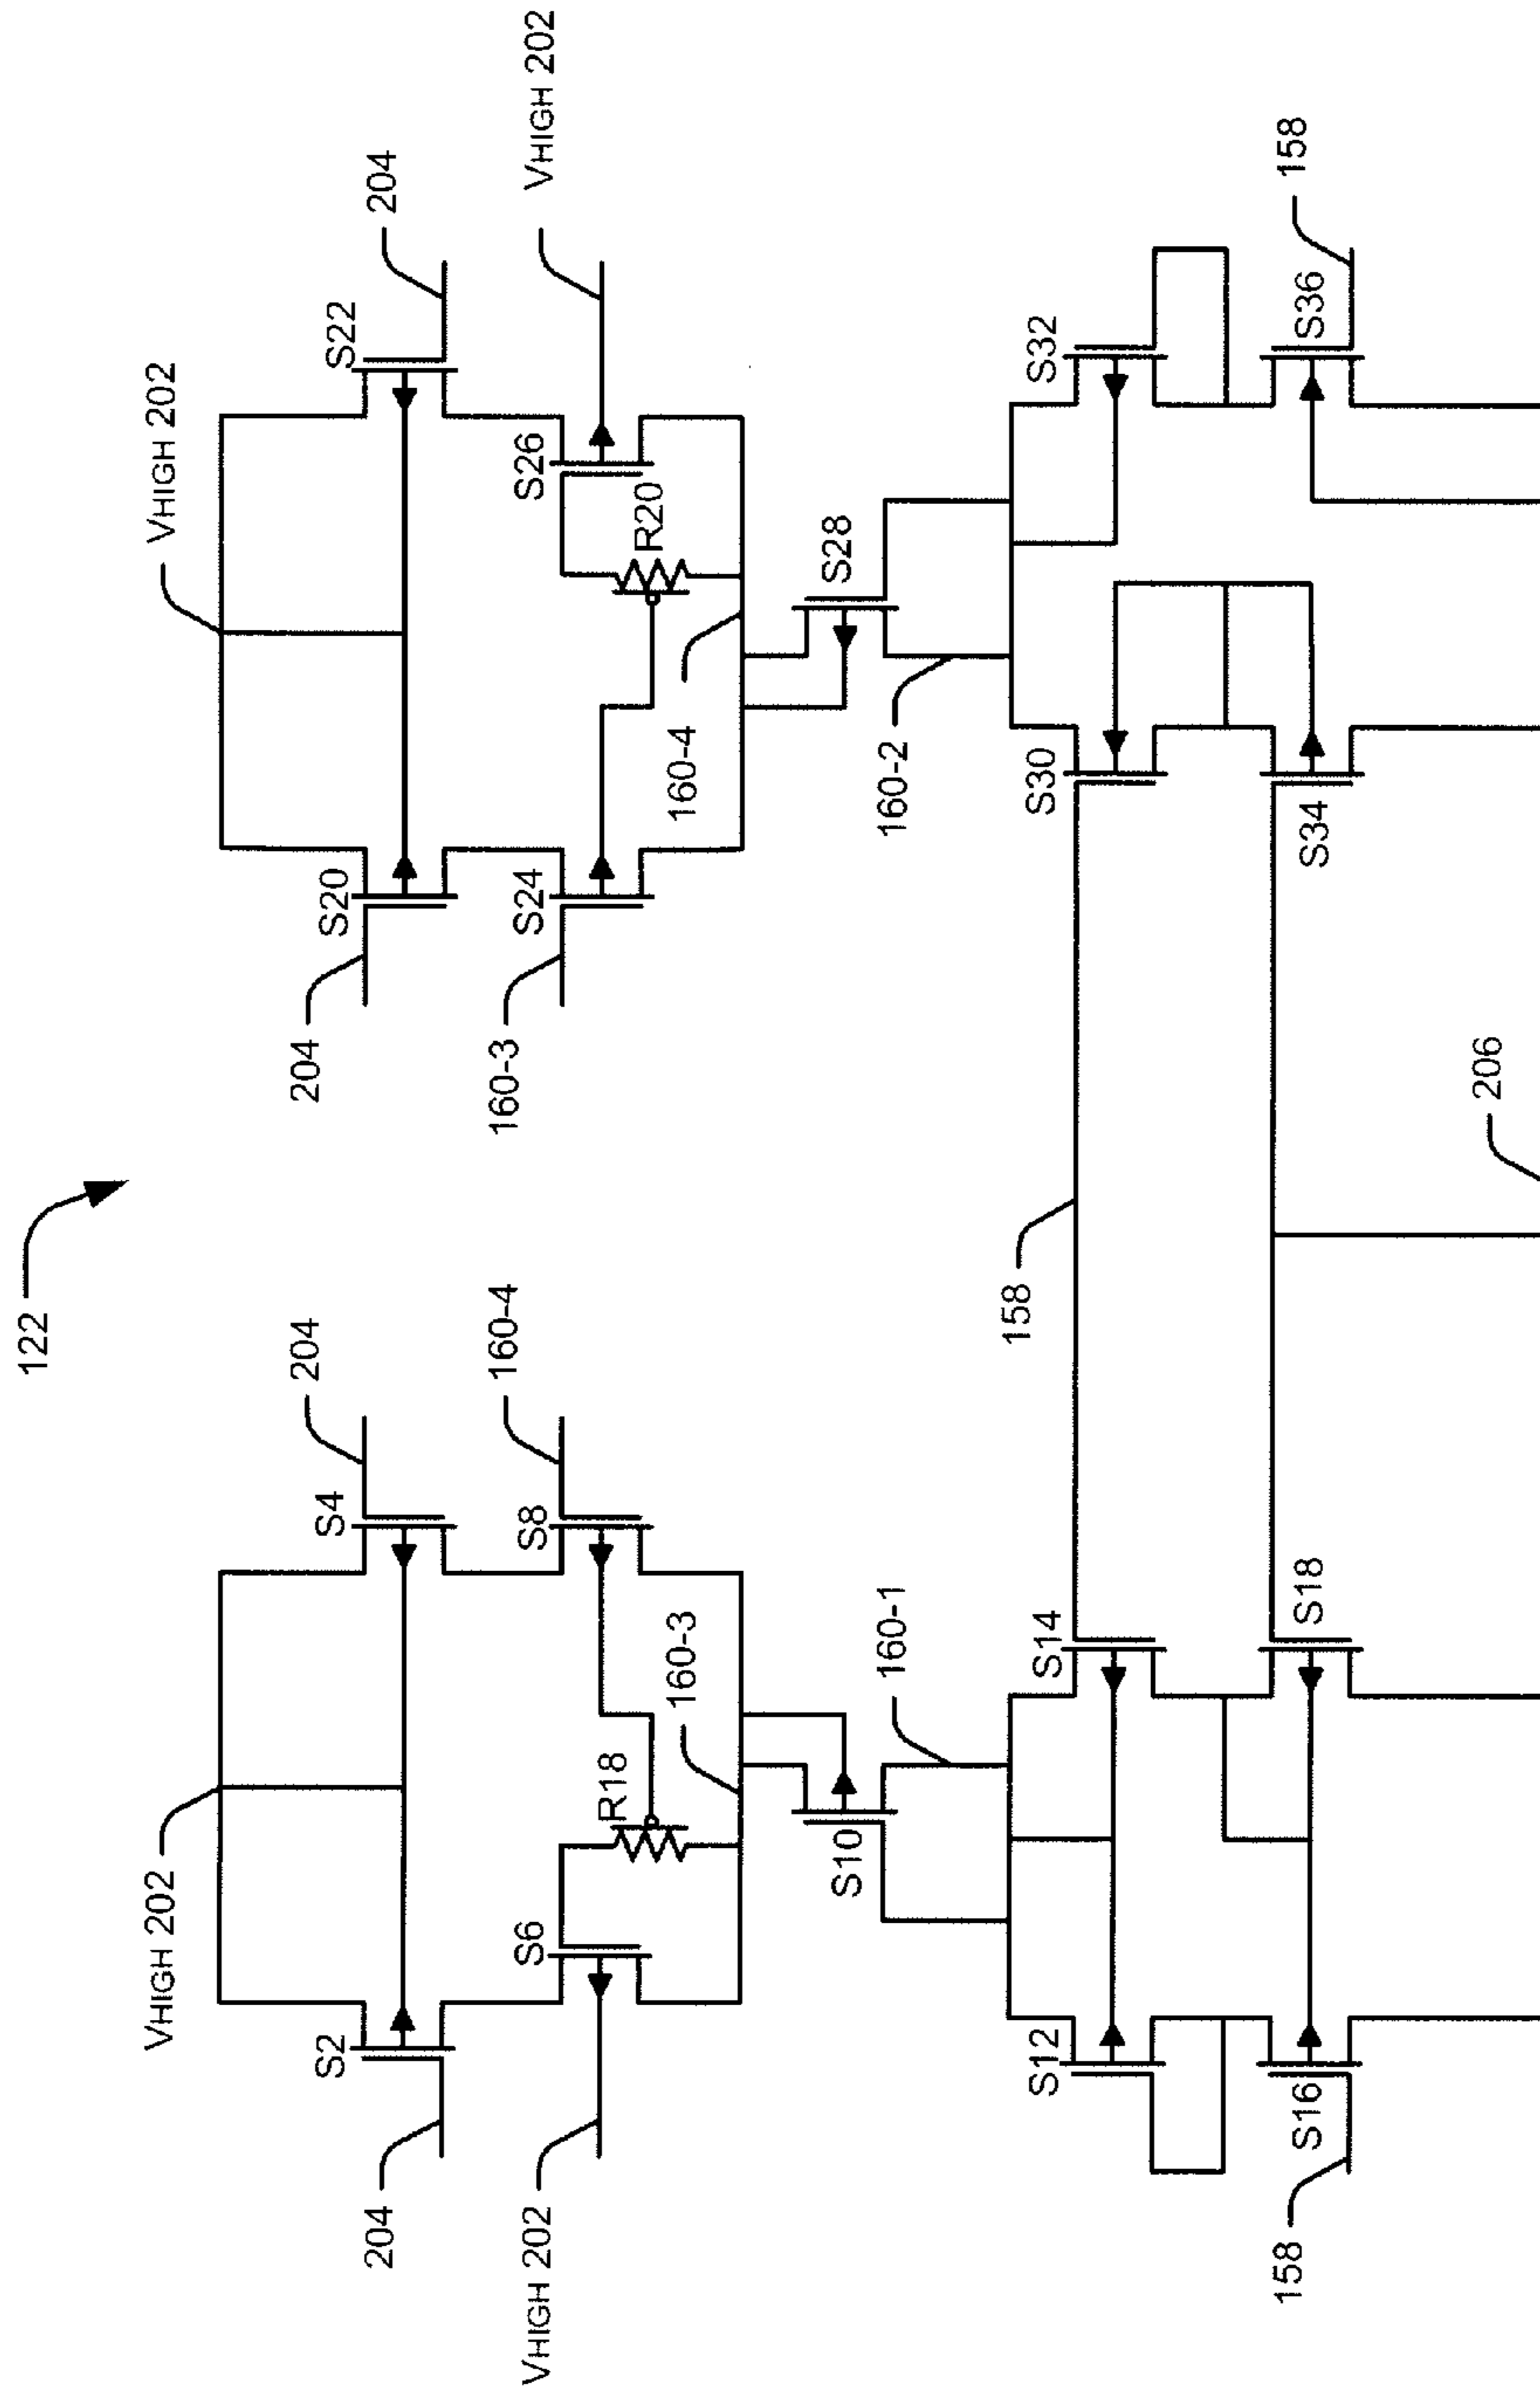 122
VHIGH 202
204
S2
S4
204
VHIGH 202
S6
R18
S8
160-4
160-3
S10
160-1
S12
S14
158
S16
S18
158
VHIGH 202
204
S20
S22
204
160-3
S24
R20
S26
VHIGH 202
160-4
S28
160-2
S30
S32
S34
S36
158
206